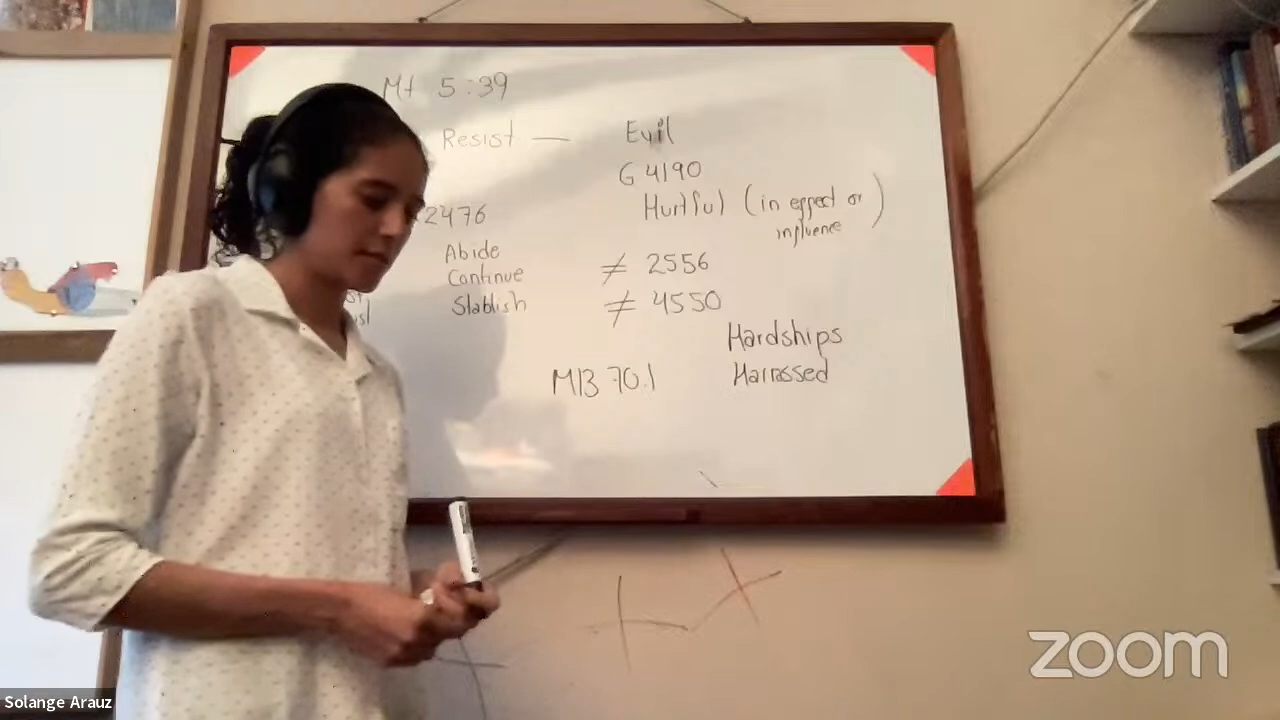 Mt 5:39
Resist — Evil
G 4190
Hurtful (in effect or influence)
2476
Abide
Continue
Stablish
≠ 2556
≠ 4550
Hardships
MB 70.1
Harrassed
zoom
Solange Arauz